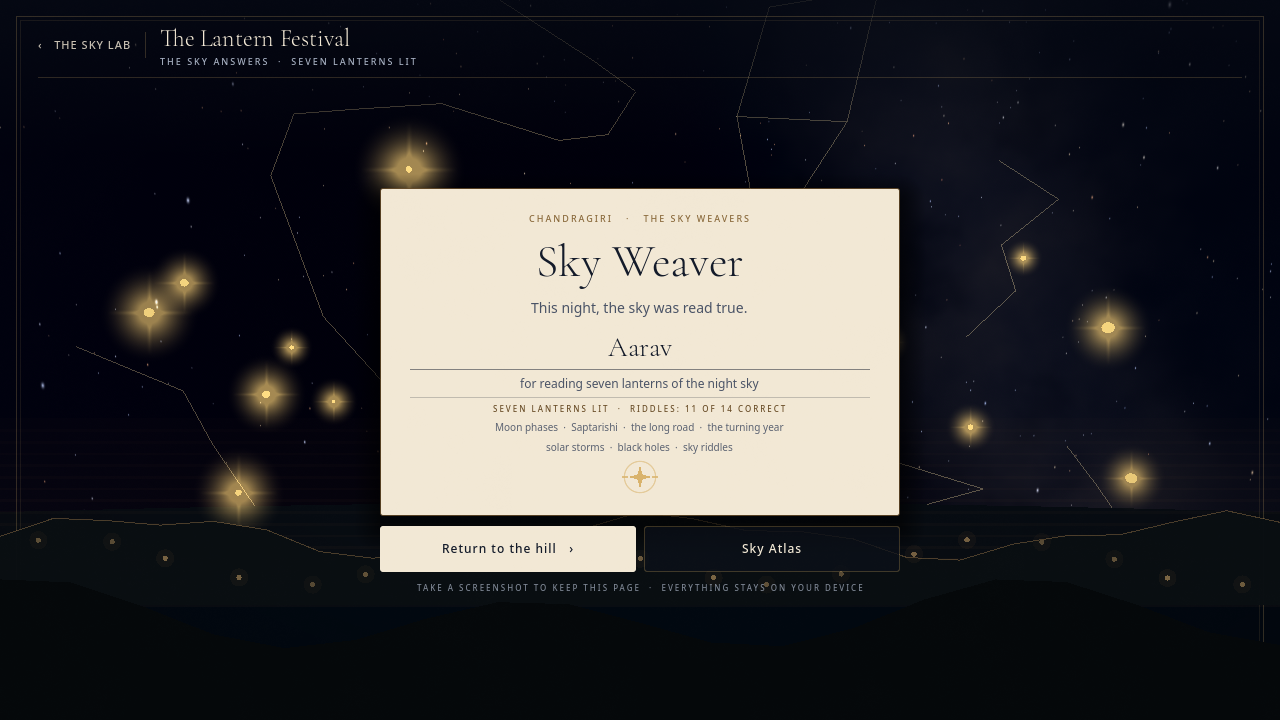 ‹ THE SKY LAB
The Lantern Festival
THE SKY ANSWERS · SEVEN LANTERNS LIT
CHANDRAGIRI · THE SKY WEAVERS
Sky Weaver
This night, the sky was read true.
Aarav
for reading seven lanterns of the night sky
SEVEN LANTERNS LIT · RIDDLES: 11 OF 14 CORRECT
Moon phases · Saptarishi · the long road · the turning year
solar storms · black holes · sky riddles
Return to the hill ›
Sky Atlas
TAKE A SCREENSHOT TO KEEP THIS PAGE · EVERYTHING STAYS ON YOUR DEVICE